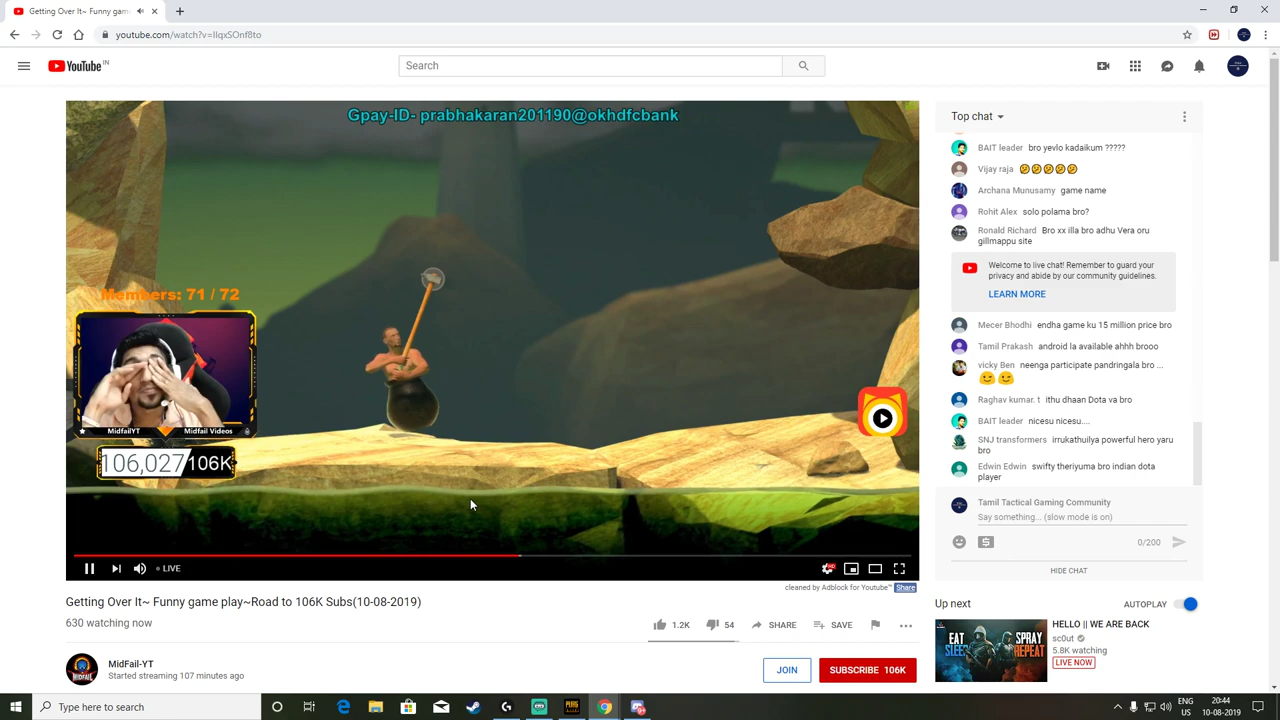 Getting Over It~ Funny gam
youtube.com/watch?v=IlqxSOnf8to
YouTube IN
Search
Gpay-ID- prabhakaran201190@okhdfcbank
Members: 71 / 72
MidfailYT
Midfail Videos
106,027
106K
LIVE
cleaned by Adblock for Youtube™ Share
Getting Over It~ Funny game play~Road to 106K Subs(10-08-2019)
630 watching now
1.2K
54
SHARE
SAVE
MidFail-YT
Started streaming 107 minutes ago
JOIN
SUBSCRIBE 106K
Top chat
BAIT leader bro yevlo kadaikum ?????
Vijay raja
Archana Munusamy game name
Rohit Alex solo polama bro?
Ronald Richard Bro xx illa bro adhu Vera oru
gillmappu site
Welcome to live chat! Remember to guard your
privacy and abide by our community guidelines.
LEARN MORE
Mecer Bhodhi endha game ku 15 million price bro
Tamil Prakash android la available ahhh brooo
vicky Ben neenga participate pandringala bro ...
Raghav kumar. t ithu dhaan Dota va bro
BAIT leader nicesu nicesu....
SNJ transformers irrukathuilya powerful hero yaru
bro
Edwin Edwin swifty theriyuma bro indian dota
player
Tamil Tactical Gaming Community
Say something... (slow mode is on)
0/200
HIDE CHAT
Up next
AUTOPLAY
EAT
SLEEP
SPRAY
REPEAT
HELLO || WE ARE BACK
sc0ut
5.8K watching
LIVE NOW
Type here to search
ENG
US
20:44
10-08-2019